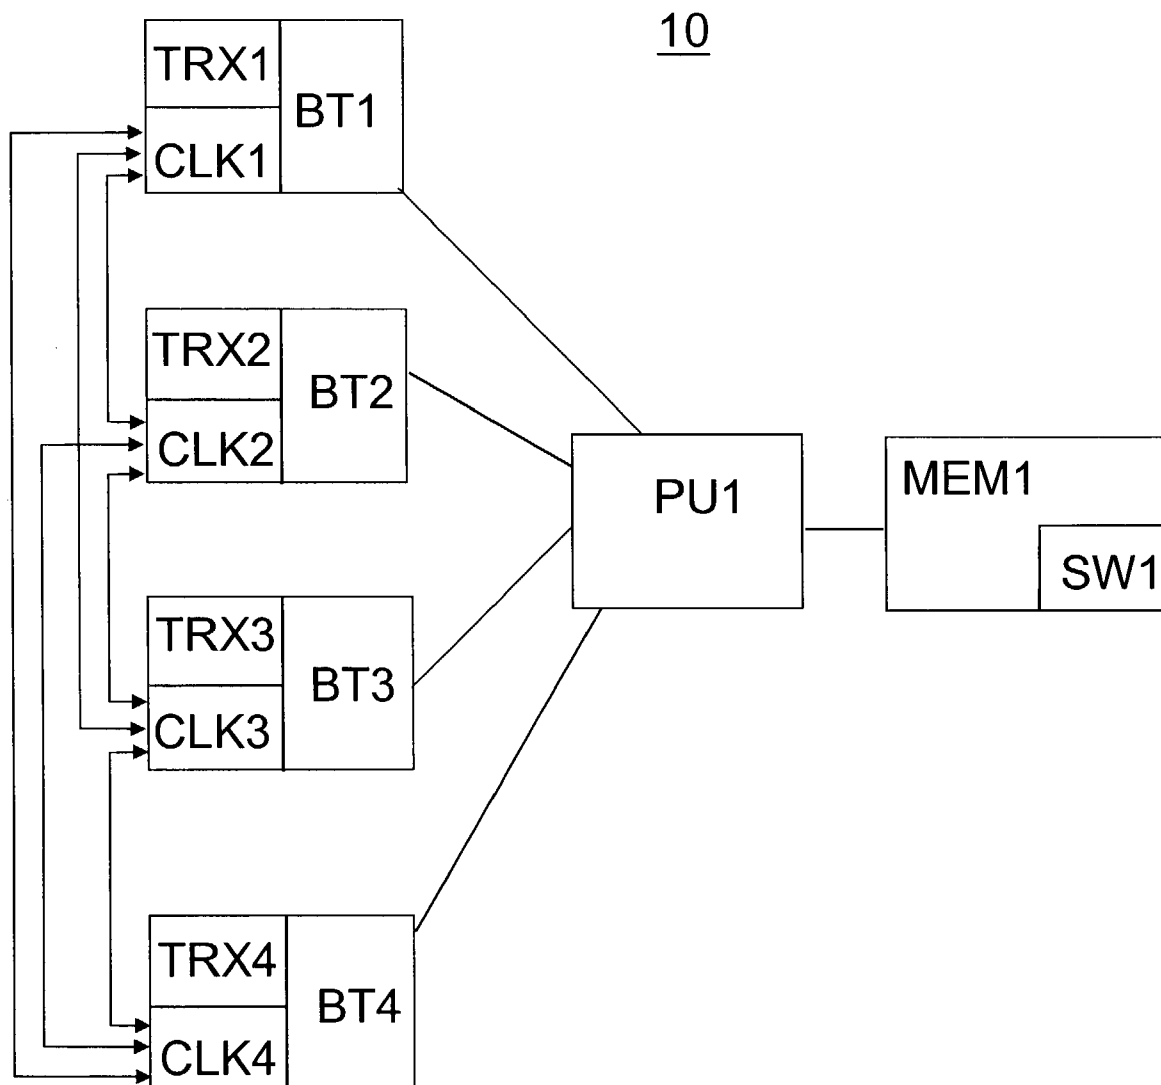 10
TRX1
BT1
CLK1
TRX2
BT2
CLK2
PU1
MEM1
SW1
TRX3
BT3
CLK3
TRX4
BT4
CLK4